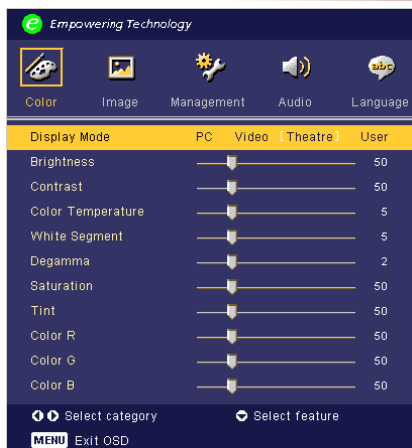 e Empowering Technology
abc
Color Image Management Audio Language
Display Mode PC Video [Theatre] User
Brightness 50
Contrast 50
Color Temperature 5
White Segment 5
Degamma 2
Saturation 50
Tint 50
Color R 50
Color G 50
Color B 50
Select category Select feature
MENU Exit OSD